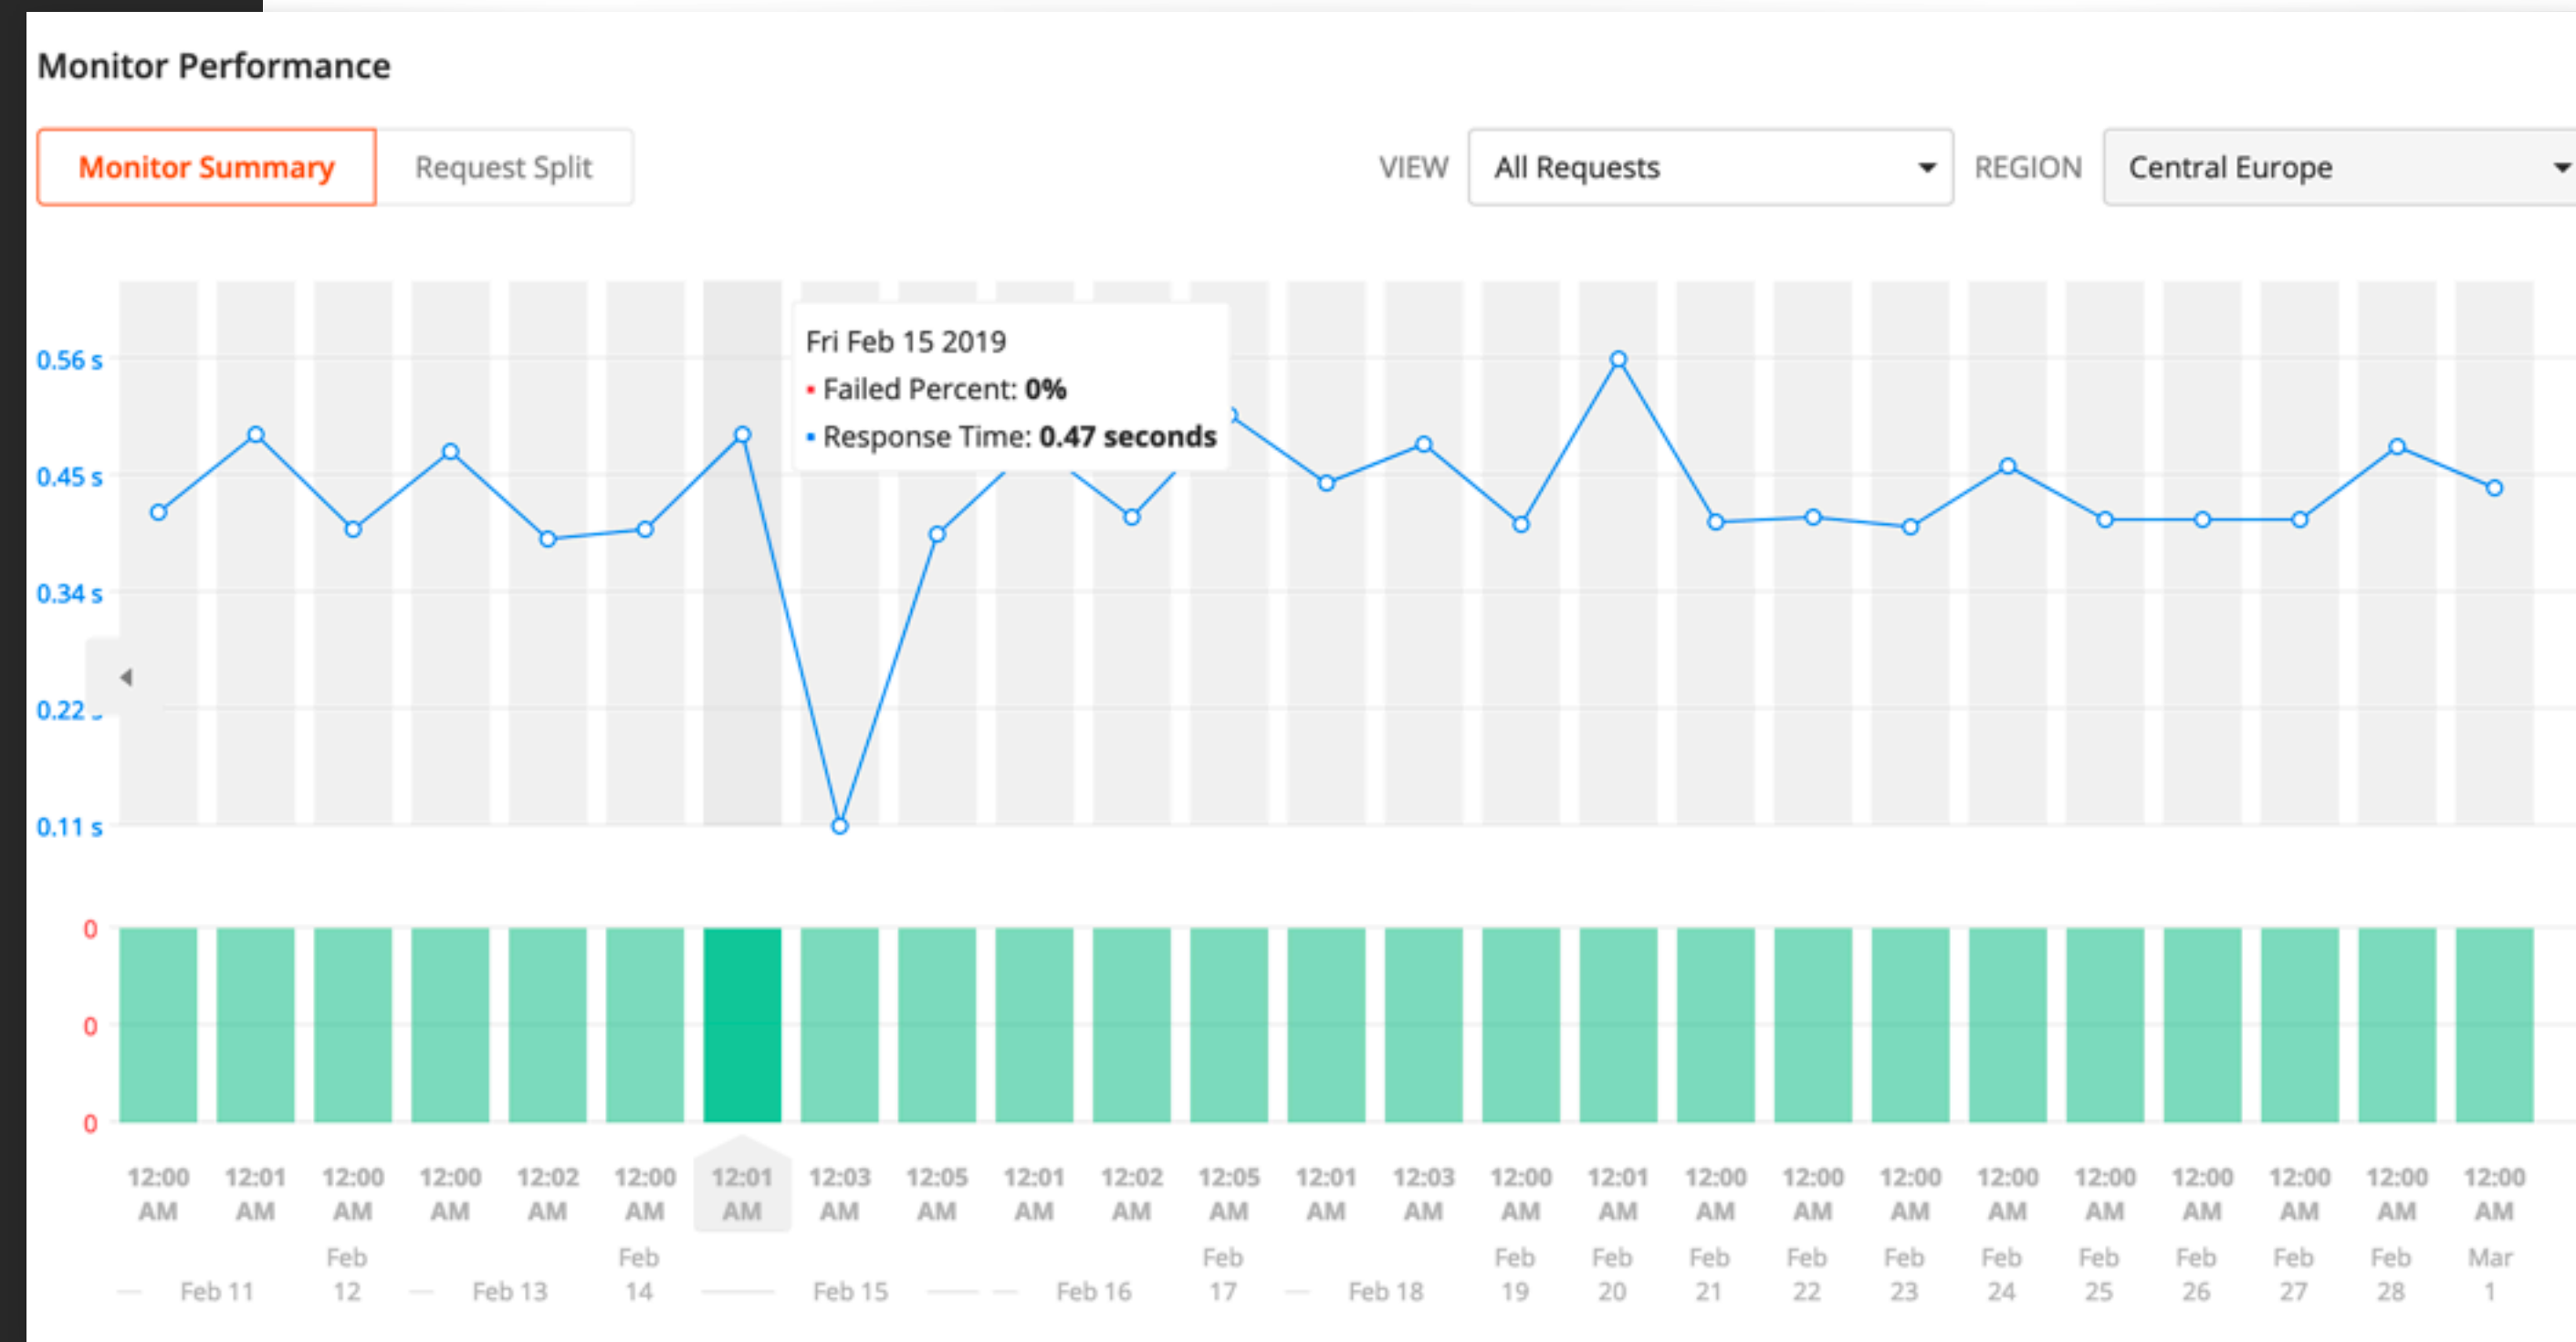 Monitor Performance
Monitor Summary Request Split VIEW All Requests REGION Central Europe
Fri Feb 15 2019
Failed Percent: 0%
Response Time: 0.47 seconds
0.56 s
0.45 s
0.34 s
0.22 s
0.11 s
0
0
0
12:00 12:01 12:00 12:00 12:02 12:00 12:01 12:03 12:05 12:01 12:02 12:05 12:01 12:03 12:00 12:01 12:00 12:00 12:00 12:00 12:00 12:00 12:00 12:00 12:00
AM AM AM AM AM AM AM AM AM AM AM AM AM AM AM AM AM AM AM AM AM AM AM AM AM
Feb Feb Feb Feb Feb Feb Feb Feb Feb Feb Feb Feb Feb Mar
Feb 11 12 Feb 13 14 Feb 15 Feb 16 17 Feb 18 19 20 21 22 23 24 25 26 27 28 1